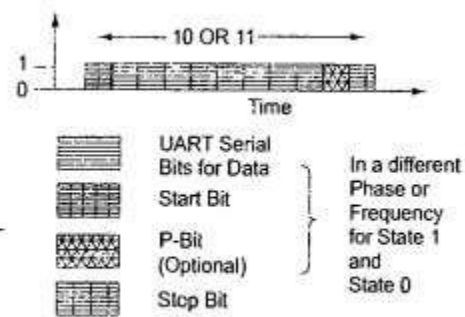 10 OR 11
1
0
Time
UART Serial
Bits for Data
Start Bit
P-Bit
(Optional)
Stop Bit
In a different
Phase or
Frequency
for State 1
and
State 0